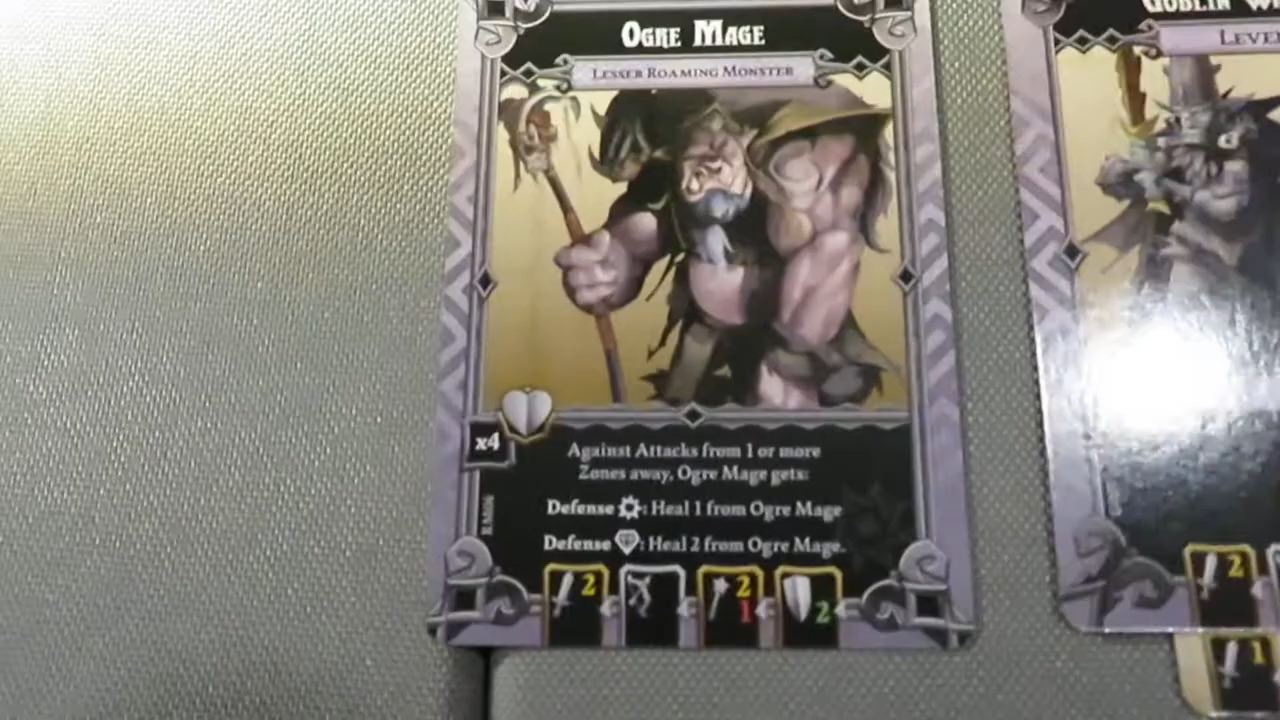 OGRE MAGE
LESSER ROAMING MONSTER
x4
Against Attacks from 1 or more
Zones away, Ogre Mage gets:
Defense : Heal 1 from Ogre Mage
Defense : Heal 2 from Ogre Mage.
2
2
1
2
GOBLIN
2
1